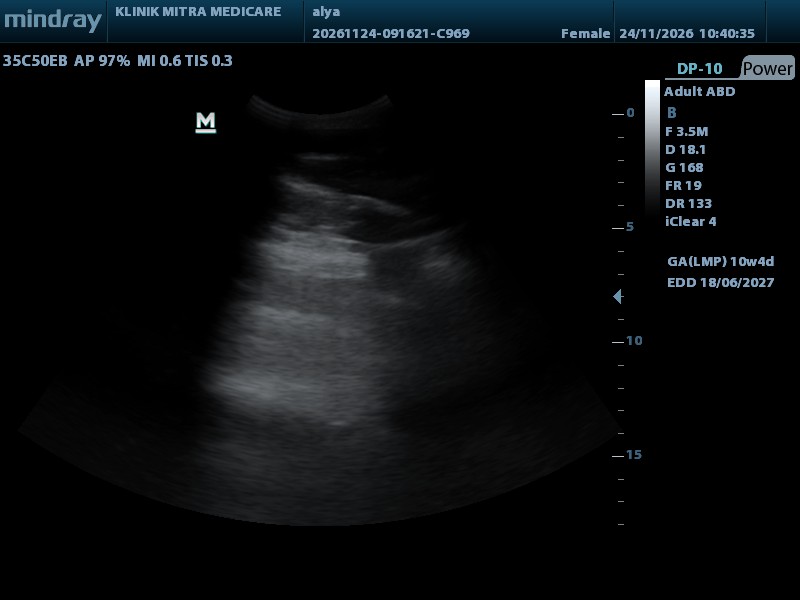 mindray
KLINIK MITRA MEDICARE
alya
20261124-091621-C969
Female
24/11/2026 10:40:35
35C50EB AP 97% MI 0.6 TIS 0.3
DP-10
Power
M
Adult ABD
B
F 3.5M
D 18.1
G 168
FR 19
DR 133
iClear 4
GA(LMP) 10w4d
EDD 18/06/2027
0
5
10
15